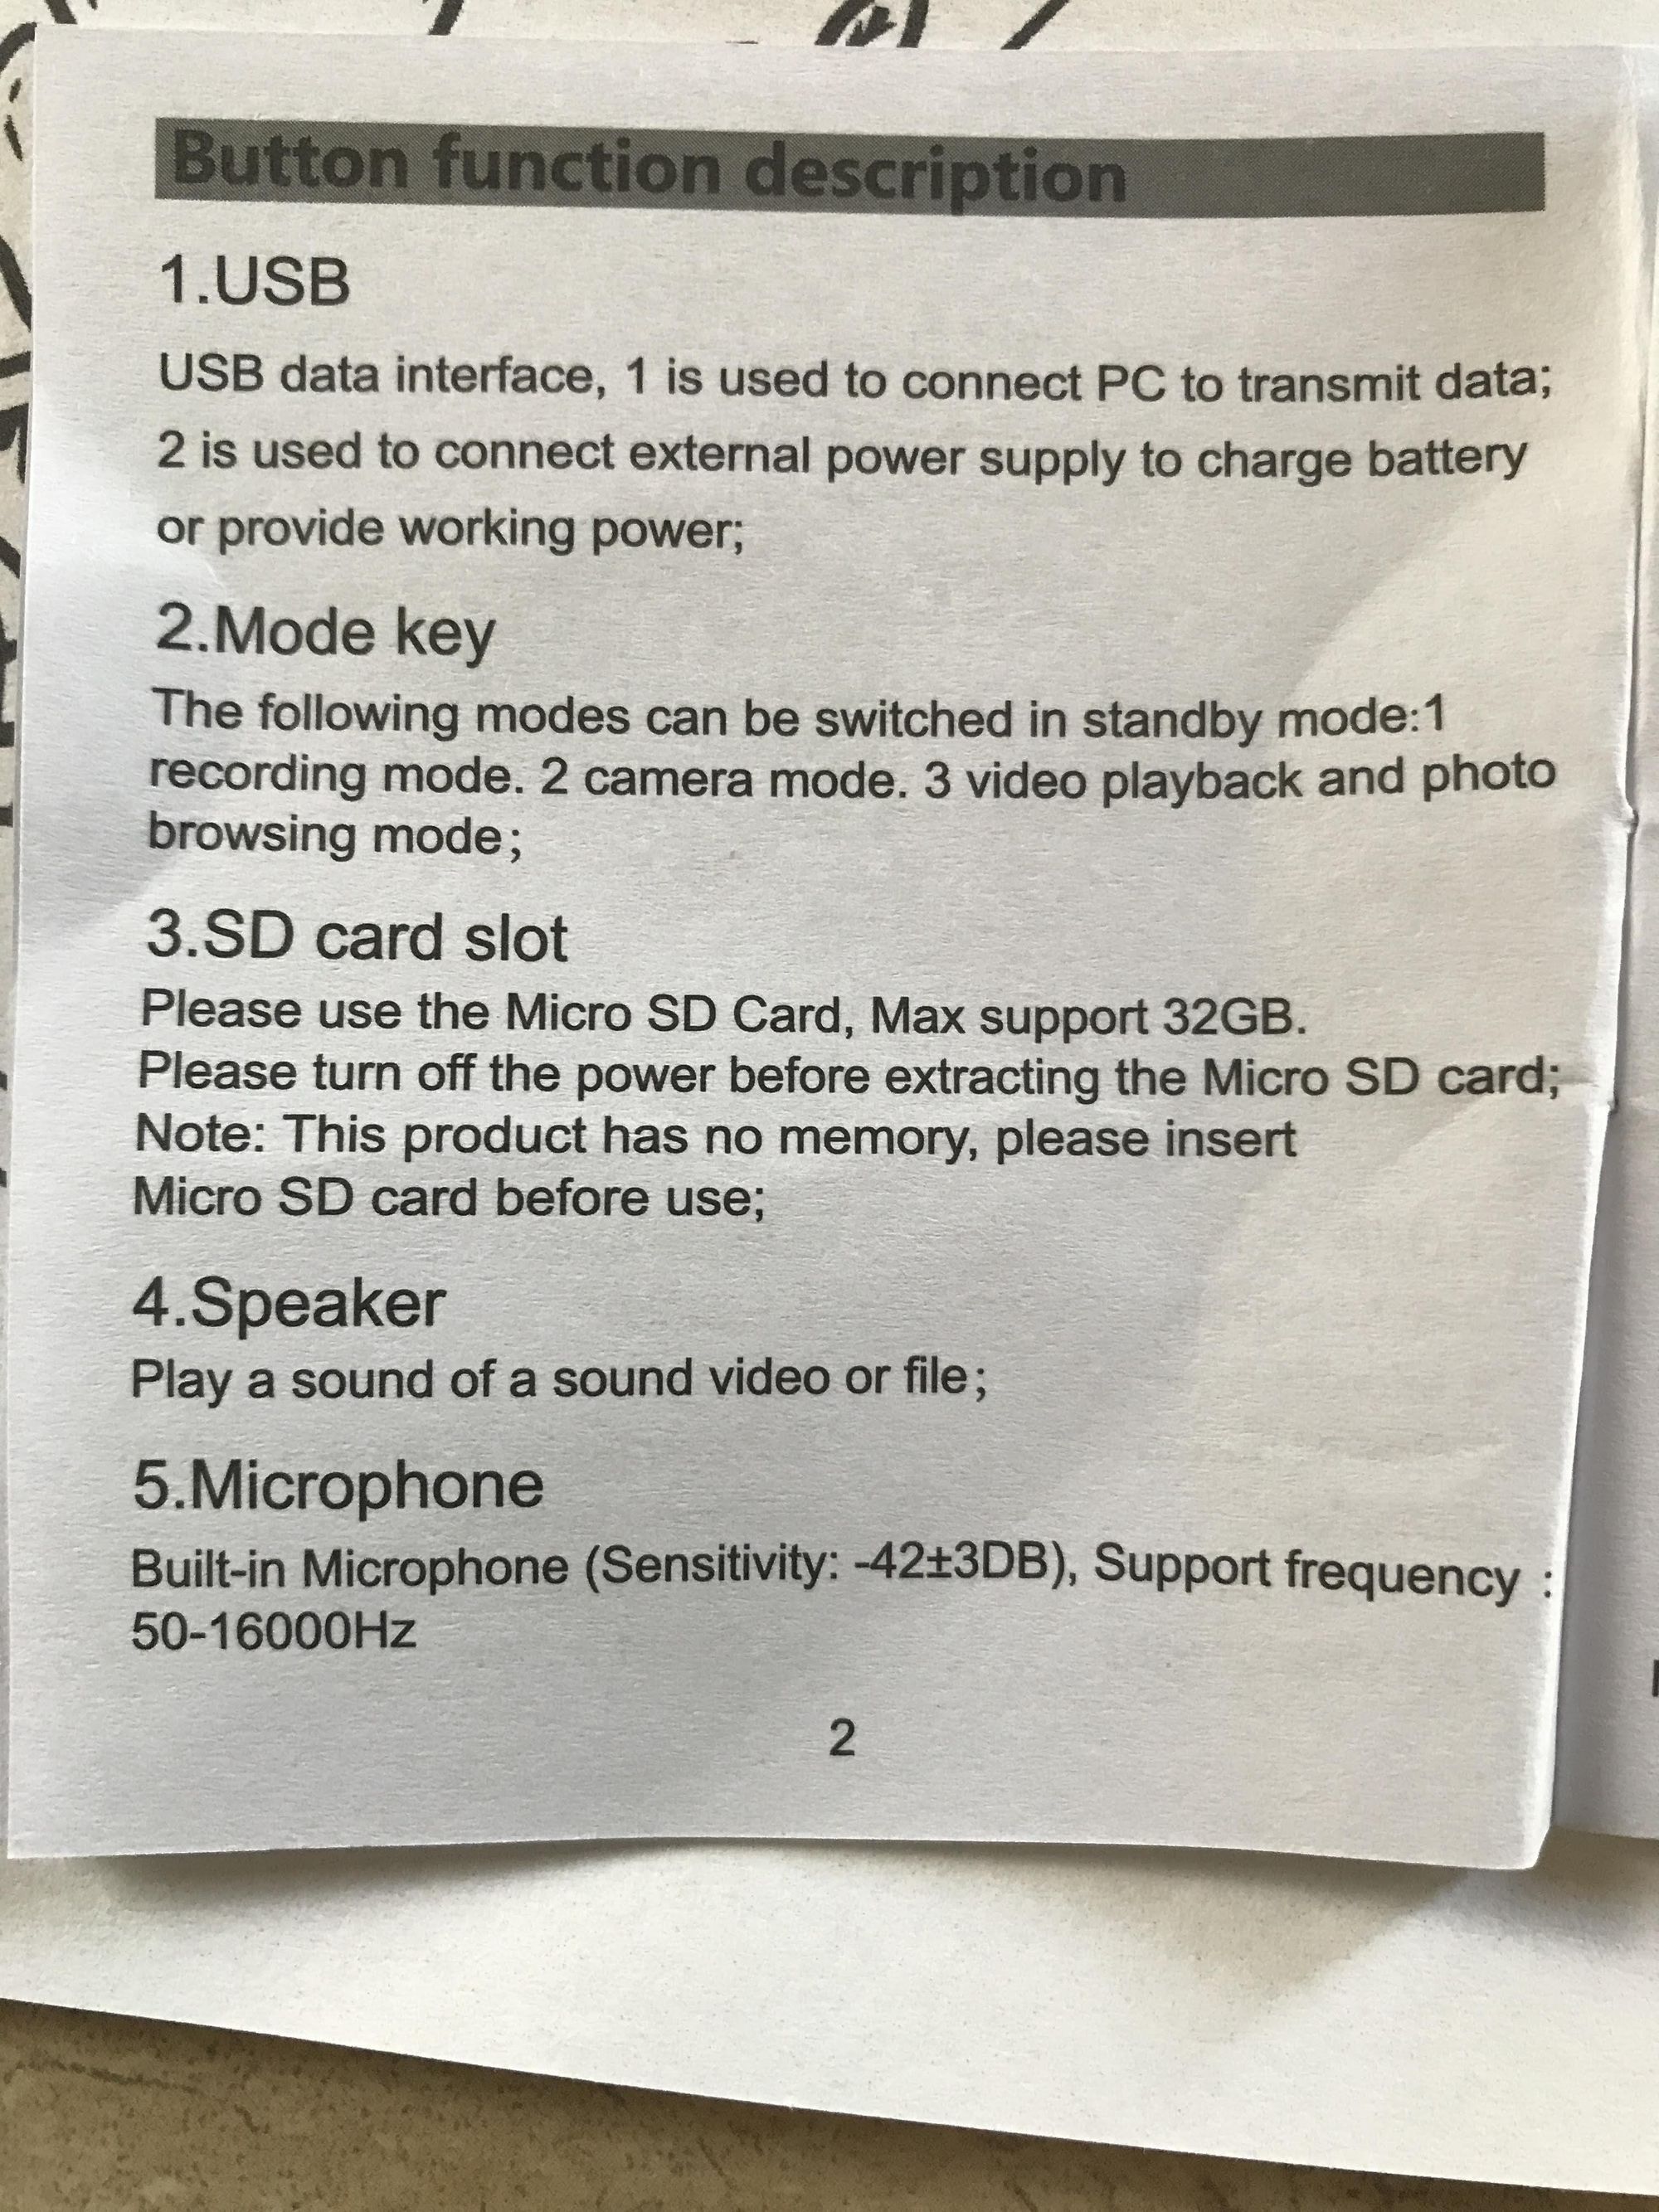 Button function description
1.USB
USB data interface, 1 is used to connect PC to transmit data;
2 is used to connect external power supply to charge battery
or provide working power;
2.Mode key
The following modes can be switched in standby mode:1
recording mode. 2 camera mode. 3 video playback and photo
browsing mode;
3.SD card slot
Please use the Micro SD Card, Max support 32GB.
Please turn off the power before extracting the Micro SD card;
Note: This product has no memory, please insert
Micro SD card before use;
4.Speaker
Play a sound of a sound video or file;
5.Microphone
Built-in Microphone (Sensitivity: -42±3DB), Support frequency :
50-16000Hz
2